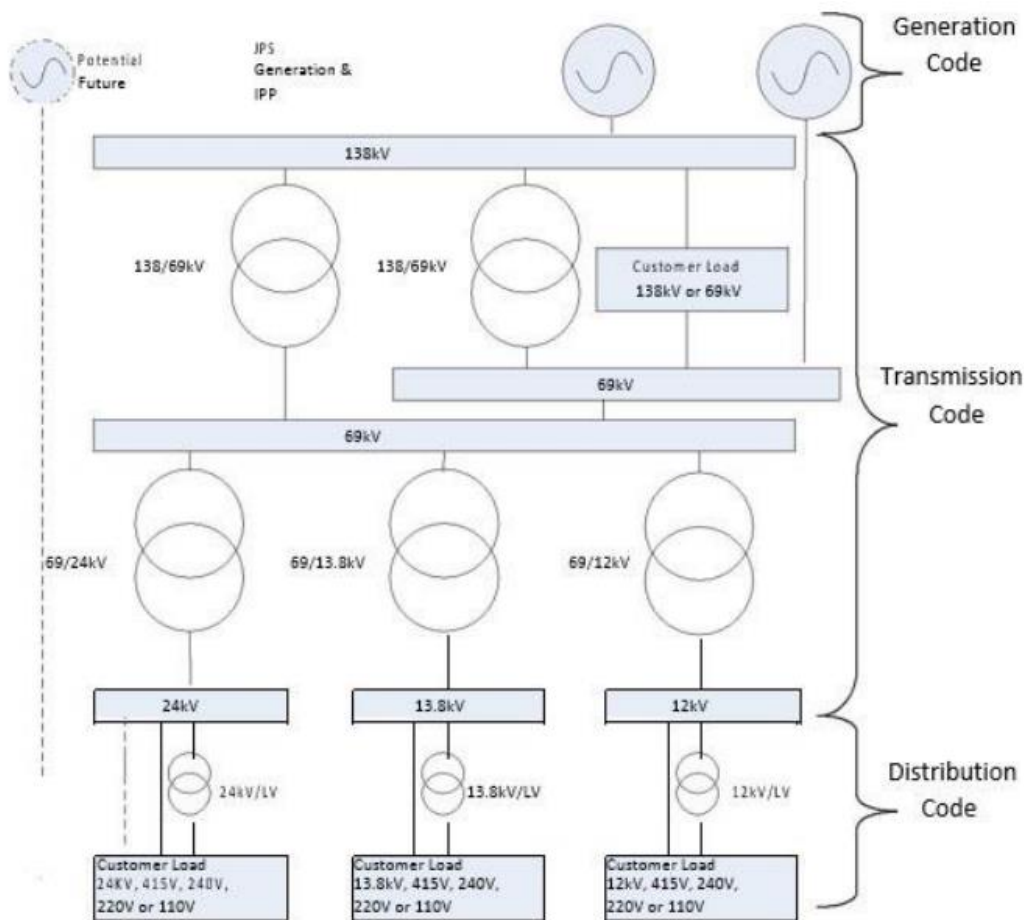 Potential
Future
JPS
Generation &
IPP
Generation
Code
138kV
138/69kV
138/69kV
Customer Load
138kV or 69kV
69kV
Transmission
Code
69kV
69/24kV
69/13.8kV
69/12kV
24kV
13.8kV
12kV
24kV/LV
13.8kV/LV
12kV/LV
Distribution
Code
Customer Load
24KV, 415V, 240V,
220V or 110V
Customer Load
13.8kV, 415V, 240V,
220V or 110V
Customer Load
12kV, 415V, 240V,
220V or 110V